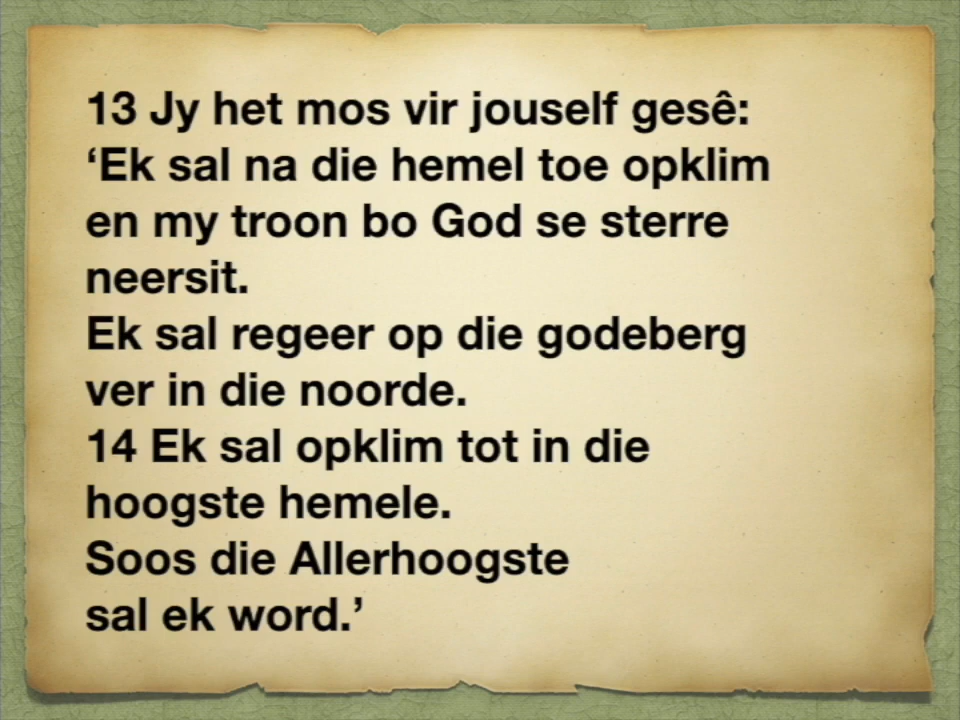 13 Jy het mos vir jouself gesê:
‘Ek sal na die hemel toe opklim
en my troon bo God se sterre
neersit.
Ek sal regeer op die godeberg
ver in die noorde.
14 Ek sal opklim tot in die
hoogste hemele.
Soos die Allerhoogste
sal ek word.’